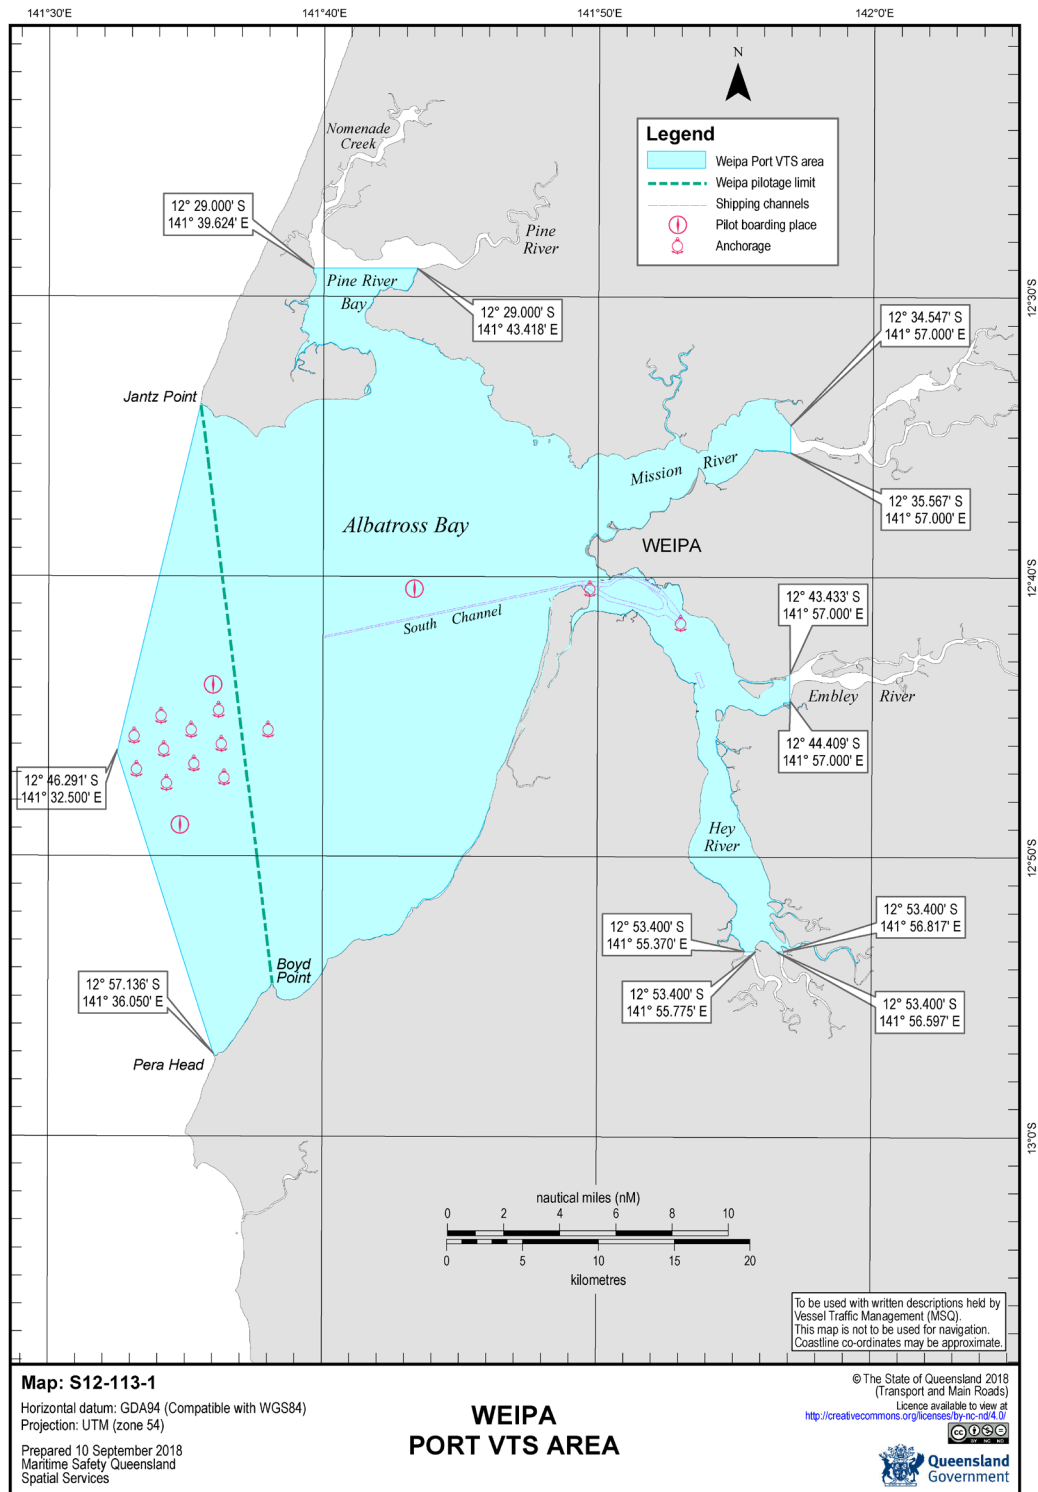 141°30'E
141°40'E
141°50'E
142°0'E
N
Nomenade
Creek
Legend
Weipa Port VTS area
Weipa pilotage limit
Shipping channels
Pilot boarding place
Anchorage
12° 29.000' S
141° 39.624' E
Pine
River
Pine River
Bay
12°30'S
12° 29.000' S
141° 43.418' E
12° 34.547' S
141° 57.000' E
Jantz Point
Mission River
12° 35.567' S
141° 57.000' E
Albatross Bay
WEIPA
12°40'S
South Channel
12° 43.433' S
141° 57.000' E
Embley River
12° 44.409' S
141° 57.000' E
12° 46.291' S
141° 32.500' E
Hey
River
12°50'S
12° 53.400' S
141° 55.370' E
12° 53.400' S
141° 56.817' E
Boyd
Point
12° 57.136' S
141° 36.050' E
12° 53.400' S
141° 55.775' E
12° 53.400' S
141° 56.597' E
Pera Head
13°0'S
nautical miles (nM)
0 2 4 6 8 10
0 5 10 15 20
kilometres
To be used with written descriptions held by
Vessel Traffic Management (MSQ).
This map is not to be used for navigation.
Coastline co-ordinates may be approximate.
Map: S12-113-1
Horizontal datum: GDA94 (Compatible with WGS84)
Projection: UTM (zone 54)
Prepared 10 September 2018
Maritime Safety Queensland
Spatial Services
WEIPA
PORT VTS AREA
© The State of Queensland 2018
(Transport and Main Roads)
Licence available to view at
http://creativecommons.org/licenses/by-nc-nd/4.0/
cc
BY NC ND
Queensland
Government